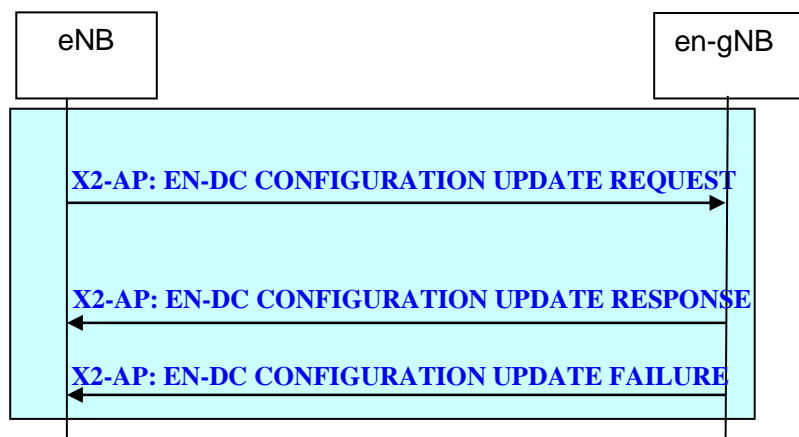 eNB
en-gNB
X2-AP: EN-DC CONFIGURATION UPDATE REQUEST
X2-AP: EN-DC CONFIGURATION UPDATE RESPONSE
X2-AP: EN-DC CONFIGURATION UPDATE FAILURE